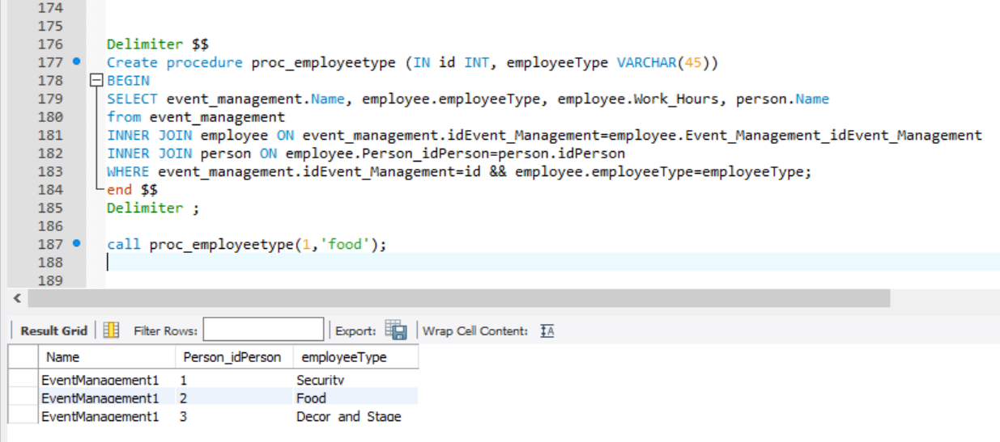 174
175
176 Delimiter $$
177 Create procedure proc_employeetype (IN id INT, employeeType VARCHAR(45))
178 BEGIN
179 SELECT event_management.Name, employee.employeeType, employee.Work_Hours, person.Name
180 from event_management
181 INNER JOIN employee ON event_management.idEvent_Management=employee.Event_Management_idEvent_Management
182 INNER JOIN person ON employee.Person_idPerson=person.idPerson
183 WHERE event_management.idEvent_Management=id && employee.employeeType=employeeType;
184 end $$
185 Delimiter ;
186
187 call proc_employeetype(1,'food');
188
189
Result Grid Filter Rows: Export: Wrap Cell Content: IA
Name Person_idPerson employeeType
EventManagement1 1 Security
EventManagement1 2 Food
EventManagement1 3 Decor and Stage